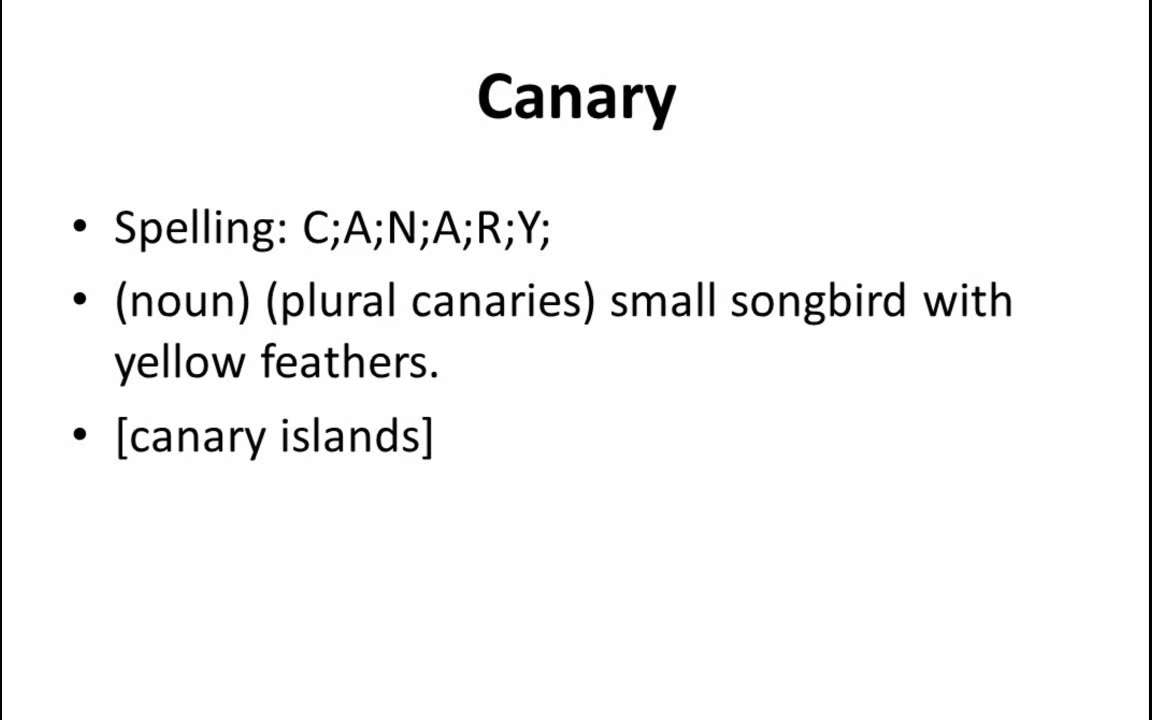 Canary
• Spelling: C;A;N;A;R;Y;
• (noun) (plural canaries) small songbird with
yellow feathers.
• [canary islands]